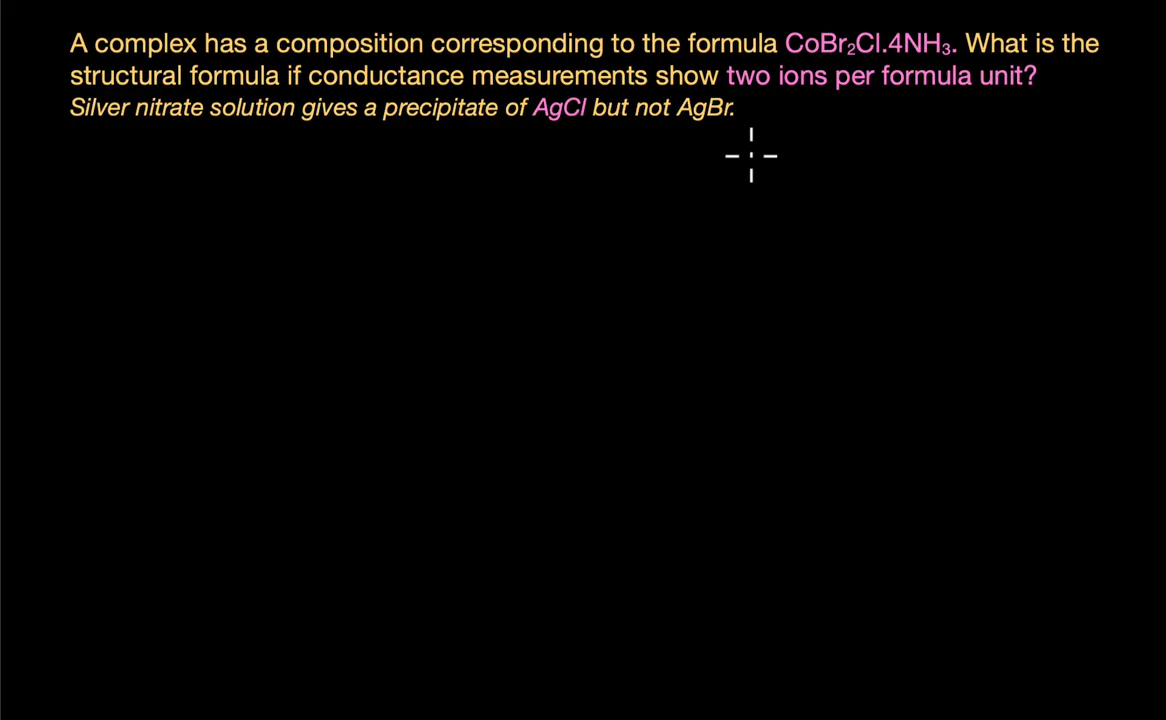 A complex has a composition corresponding to the formula CoBr₂Cl.4NH₃. What is the
structural formula if conductance measurements show two ions per formula unit?
Silver nitrate solution gives a precipitate of AgCl but not AgBr.